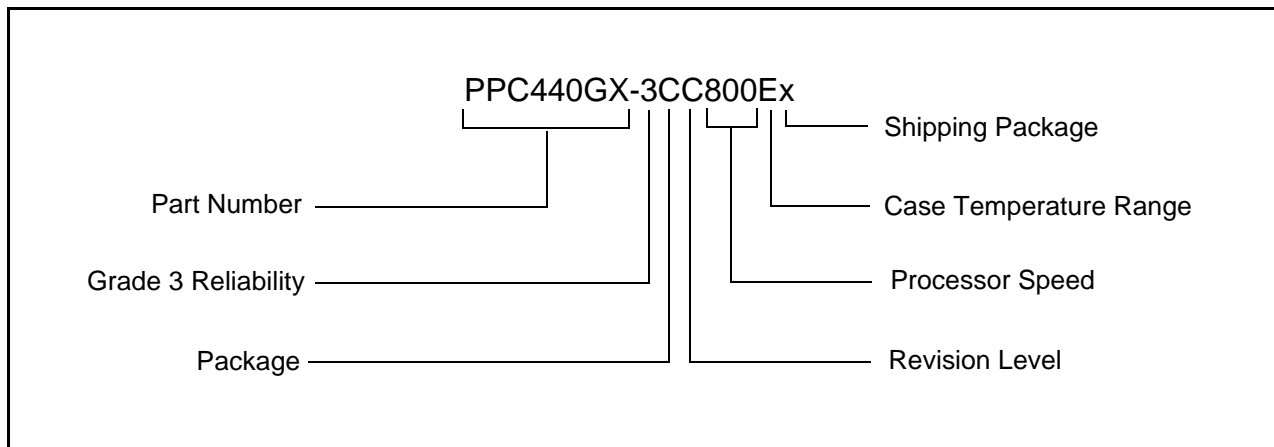 PPC440GX-3CC800Ex
Shipping Package
Part Number
Case Temperature Range
Grade 3 Reliability
Processor Speed
Package
Revision Level